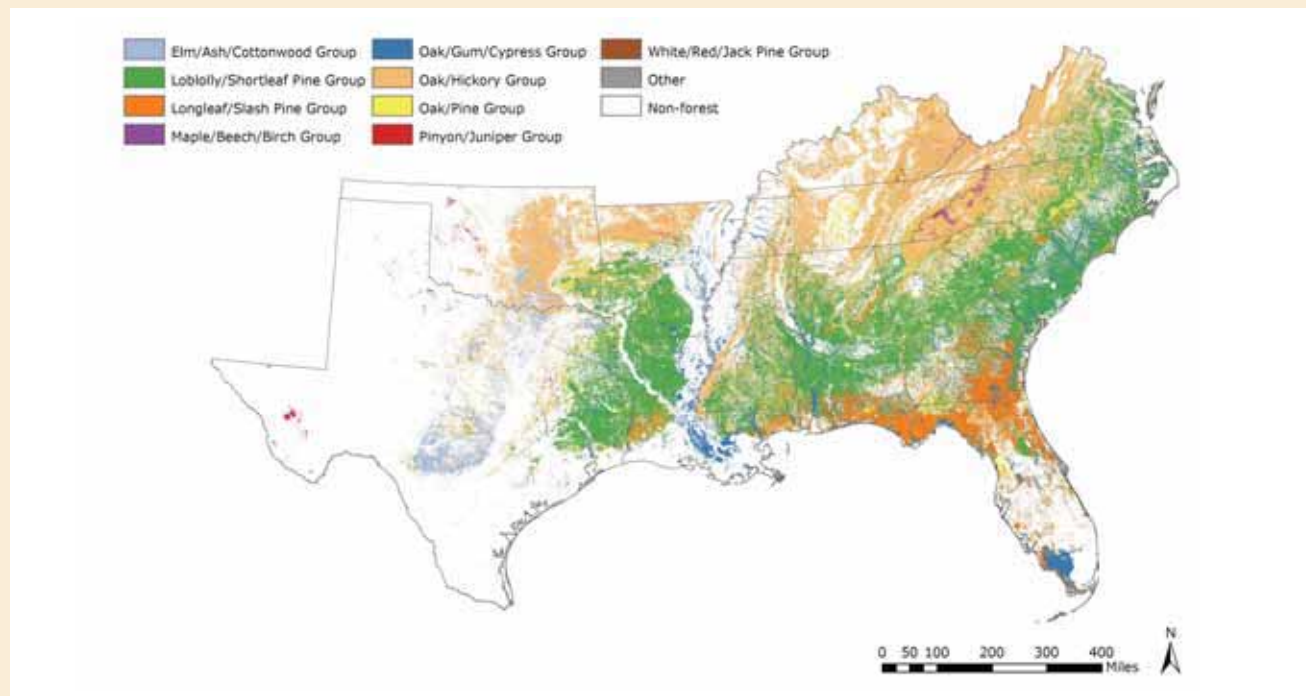 Elm/Ash/Cottonwood Group
Loblolly/Shortleaf Pine Group
Longleaf/Slash Pine Group
Maple/Beech/Birch Group
Oak/Gum/Cypress Group
Oak/Hickory Group
Oak/Pine Group
Pinyon/Juniper Group
White/Red/Jack Pine Group
Other
Non-forest
N
0 50 100 200 300 400
Miles